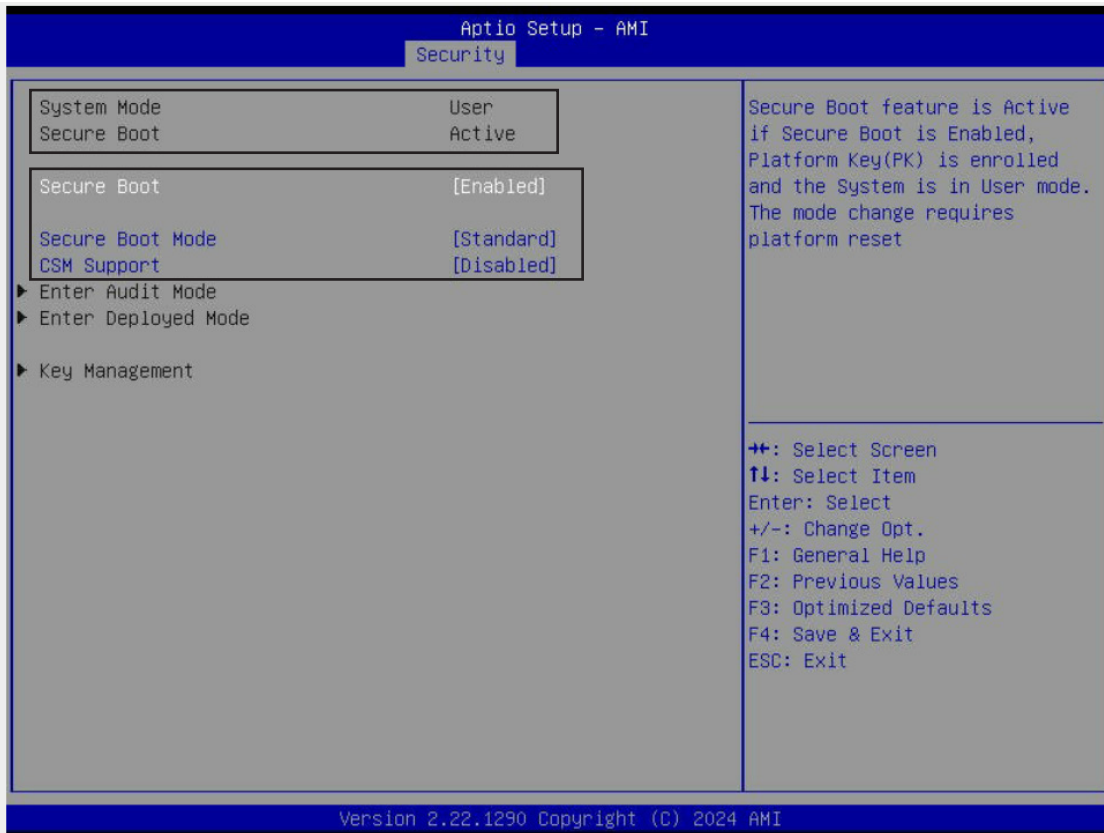 Aptio Setup – AMI
Security
System Mode User
Secure Boot Active
Secure Boot [Enabled]
Secure Boot Mode [Standard]
CSM Support [Disabled]
▶ Enter Audit Mode
▶ Enter Deployed Mode
▶ Key Management
Secure Boot feature is Active
if Secure Boot is Enabled,
Platform Key(PK) is enrolled
and the System is in User mode.
The mode change requires
platform reset
→←: Select Screen
↑↓: Select Item
Enter: Select
+/-: Change Opt.
F1: General Help
F2: Previous Values
F3: Optimized Defaults
F4: Save & Exit
ESC: Exit
Version 2.22.1290 Copyright (C) 2024 AMI